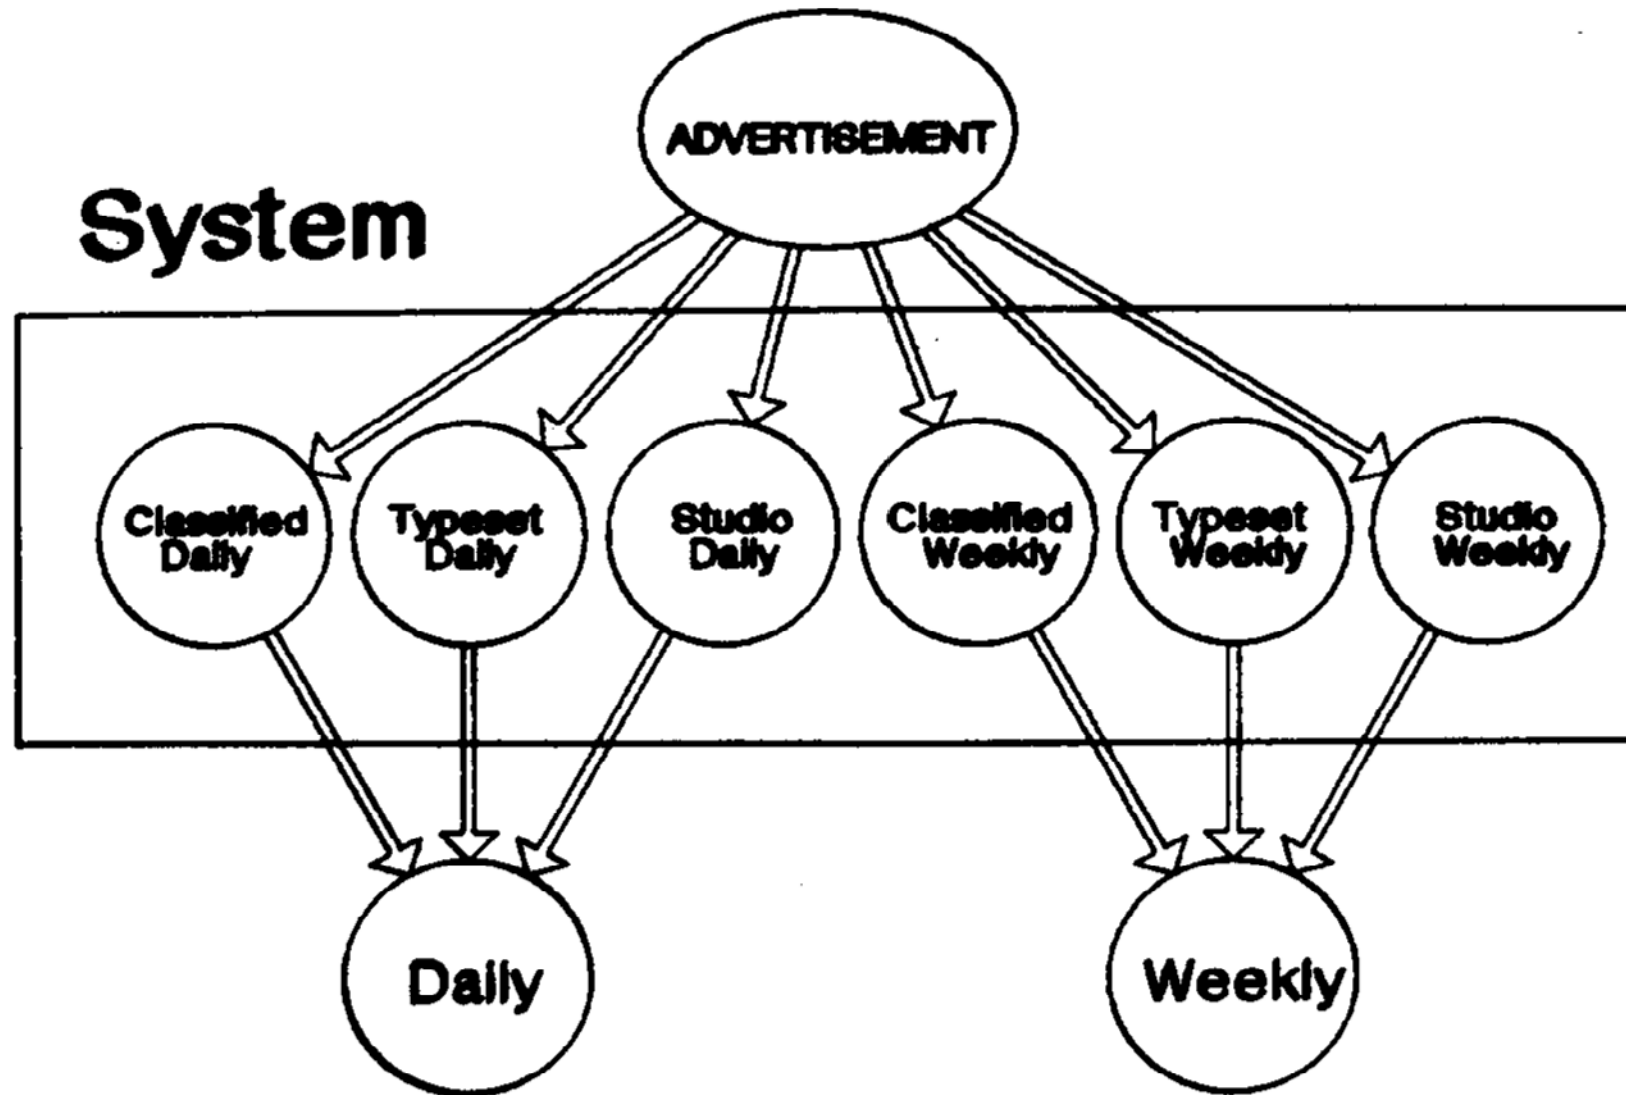 ADVERTISEMENT
System
Classified
Daily
Typeset
Daily
Studio
Daily
Classified
Weekly
Typeset
Weekly
Studio
Weekly
Daily
Weekly